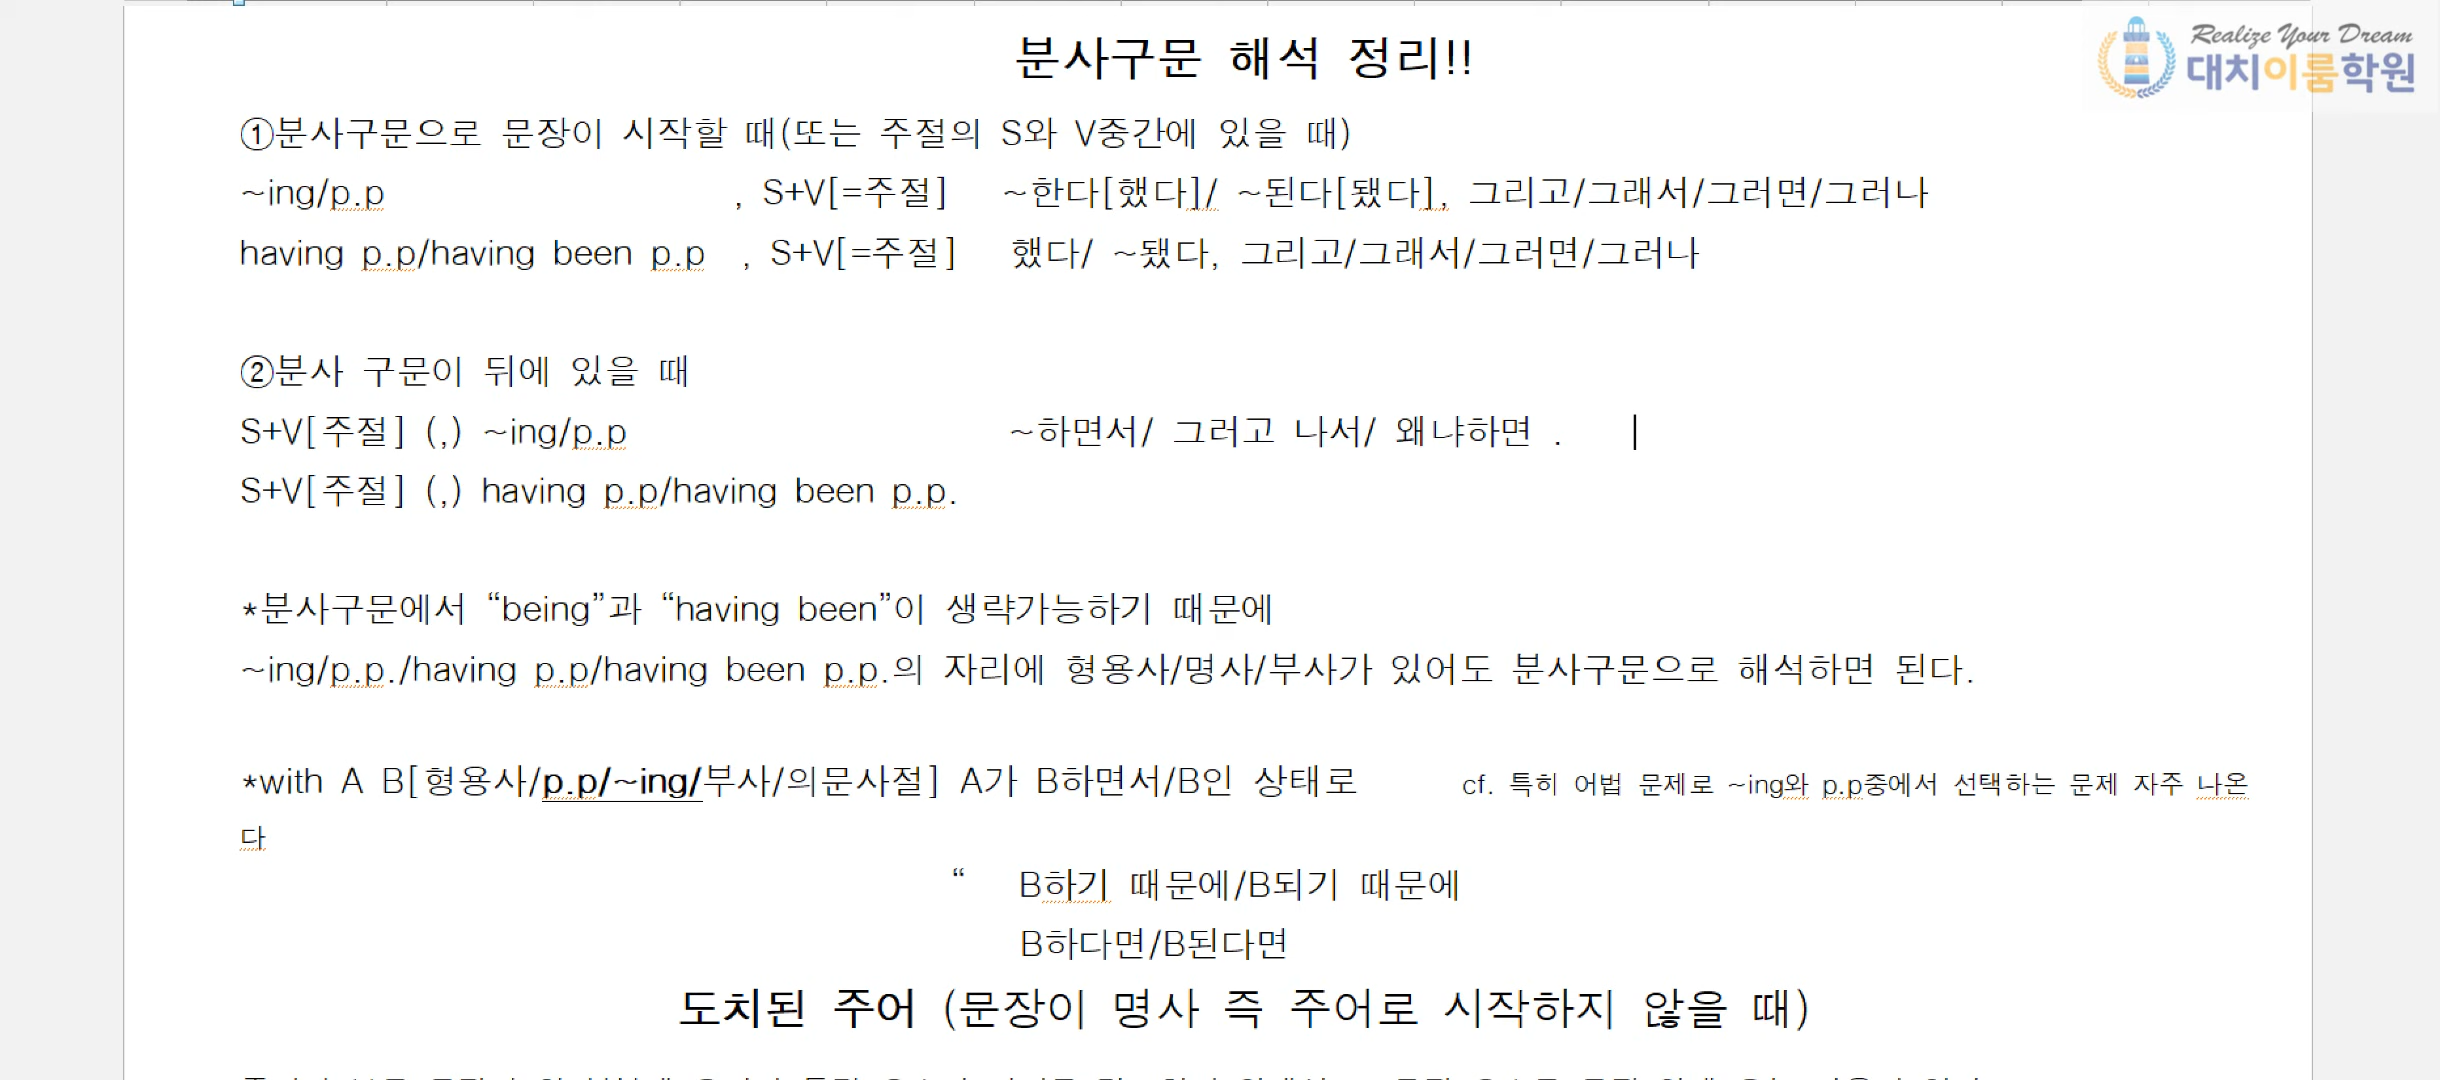 Realize Your Dream
대치이룸학원
분사구문 해석 정리!!
①분사구문으로 문장이 시작할 때(또는 주절의 S와 V중간에 있을 때)
~ing/p.p , S+V[=주절] ~한다[했다]/ ~된다[됐다], 그리고/그래서/그러면/그러나
having p.p/having been p.p , S+V[=주절] 했다/ ~됐다, 그리고/그래서/그러면/그러나
②분사 구문이 뒤에 있을 때
S+V[주절] (,) ~ing/p.p ~하면서/ 그러고 나서/ 왜냐하면 .
S+V[주절] (,) having p.p/having been p.p.
*분사구문에서 “being”과 “having been”이 생략가능하기 때문에
~ing/p.p./having p.p/having been p.p.의 자리에 형용사/명사/부사가 있어도 분사구문으로 해석하면 된다.
*with A B[형용사/p.p/~ing/부사/의문사절] A가 B하면서/B인 상태로 cf. 특히 어법 문제로 ~ing와 p.p중에서 선택하는 문제 자주 나온
다
“ B하기 때문에/B되기 때문에
B하다면/B된다면
도치된 주어 (문장이 명사 즉 주어로 시작하지 않을 때)